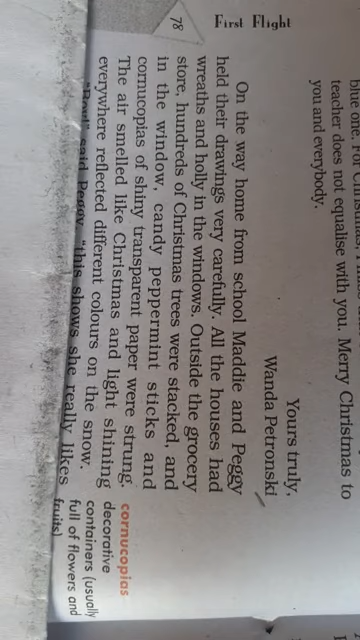 blue one. For Christmas,
teacher does not equalise with you. Merry Christmas to
you and everybody.
Yours truly,
Wanda Petronski
On the way home from school Maddie and Peggy
held their drawings very carefully. All the houses had
wreaths and holly in the windows. Outside the grocery
store, hundreds of Christmas trees were stacked, and
in the window, candy peppermint sticks and
cornucopias of shiny transparent paper were strung.
The air smelled like Christmas and light shining
everywhere reflected different colours on the snow.
said Peggy, "this shows she really likes
cornucopias
decorative
containers (usually
full of flowers and
fruits)
78
First Flight